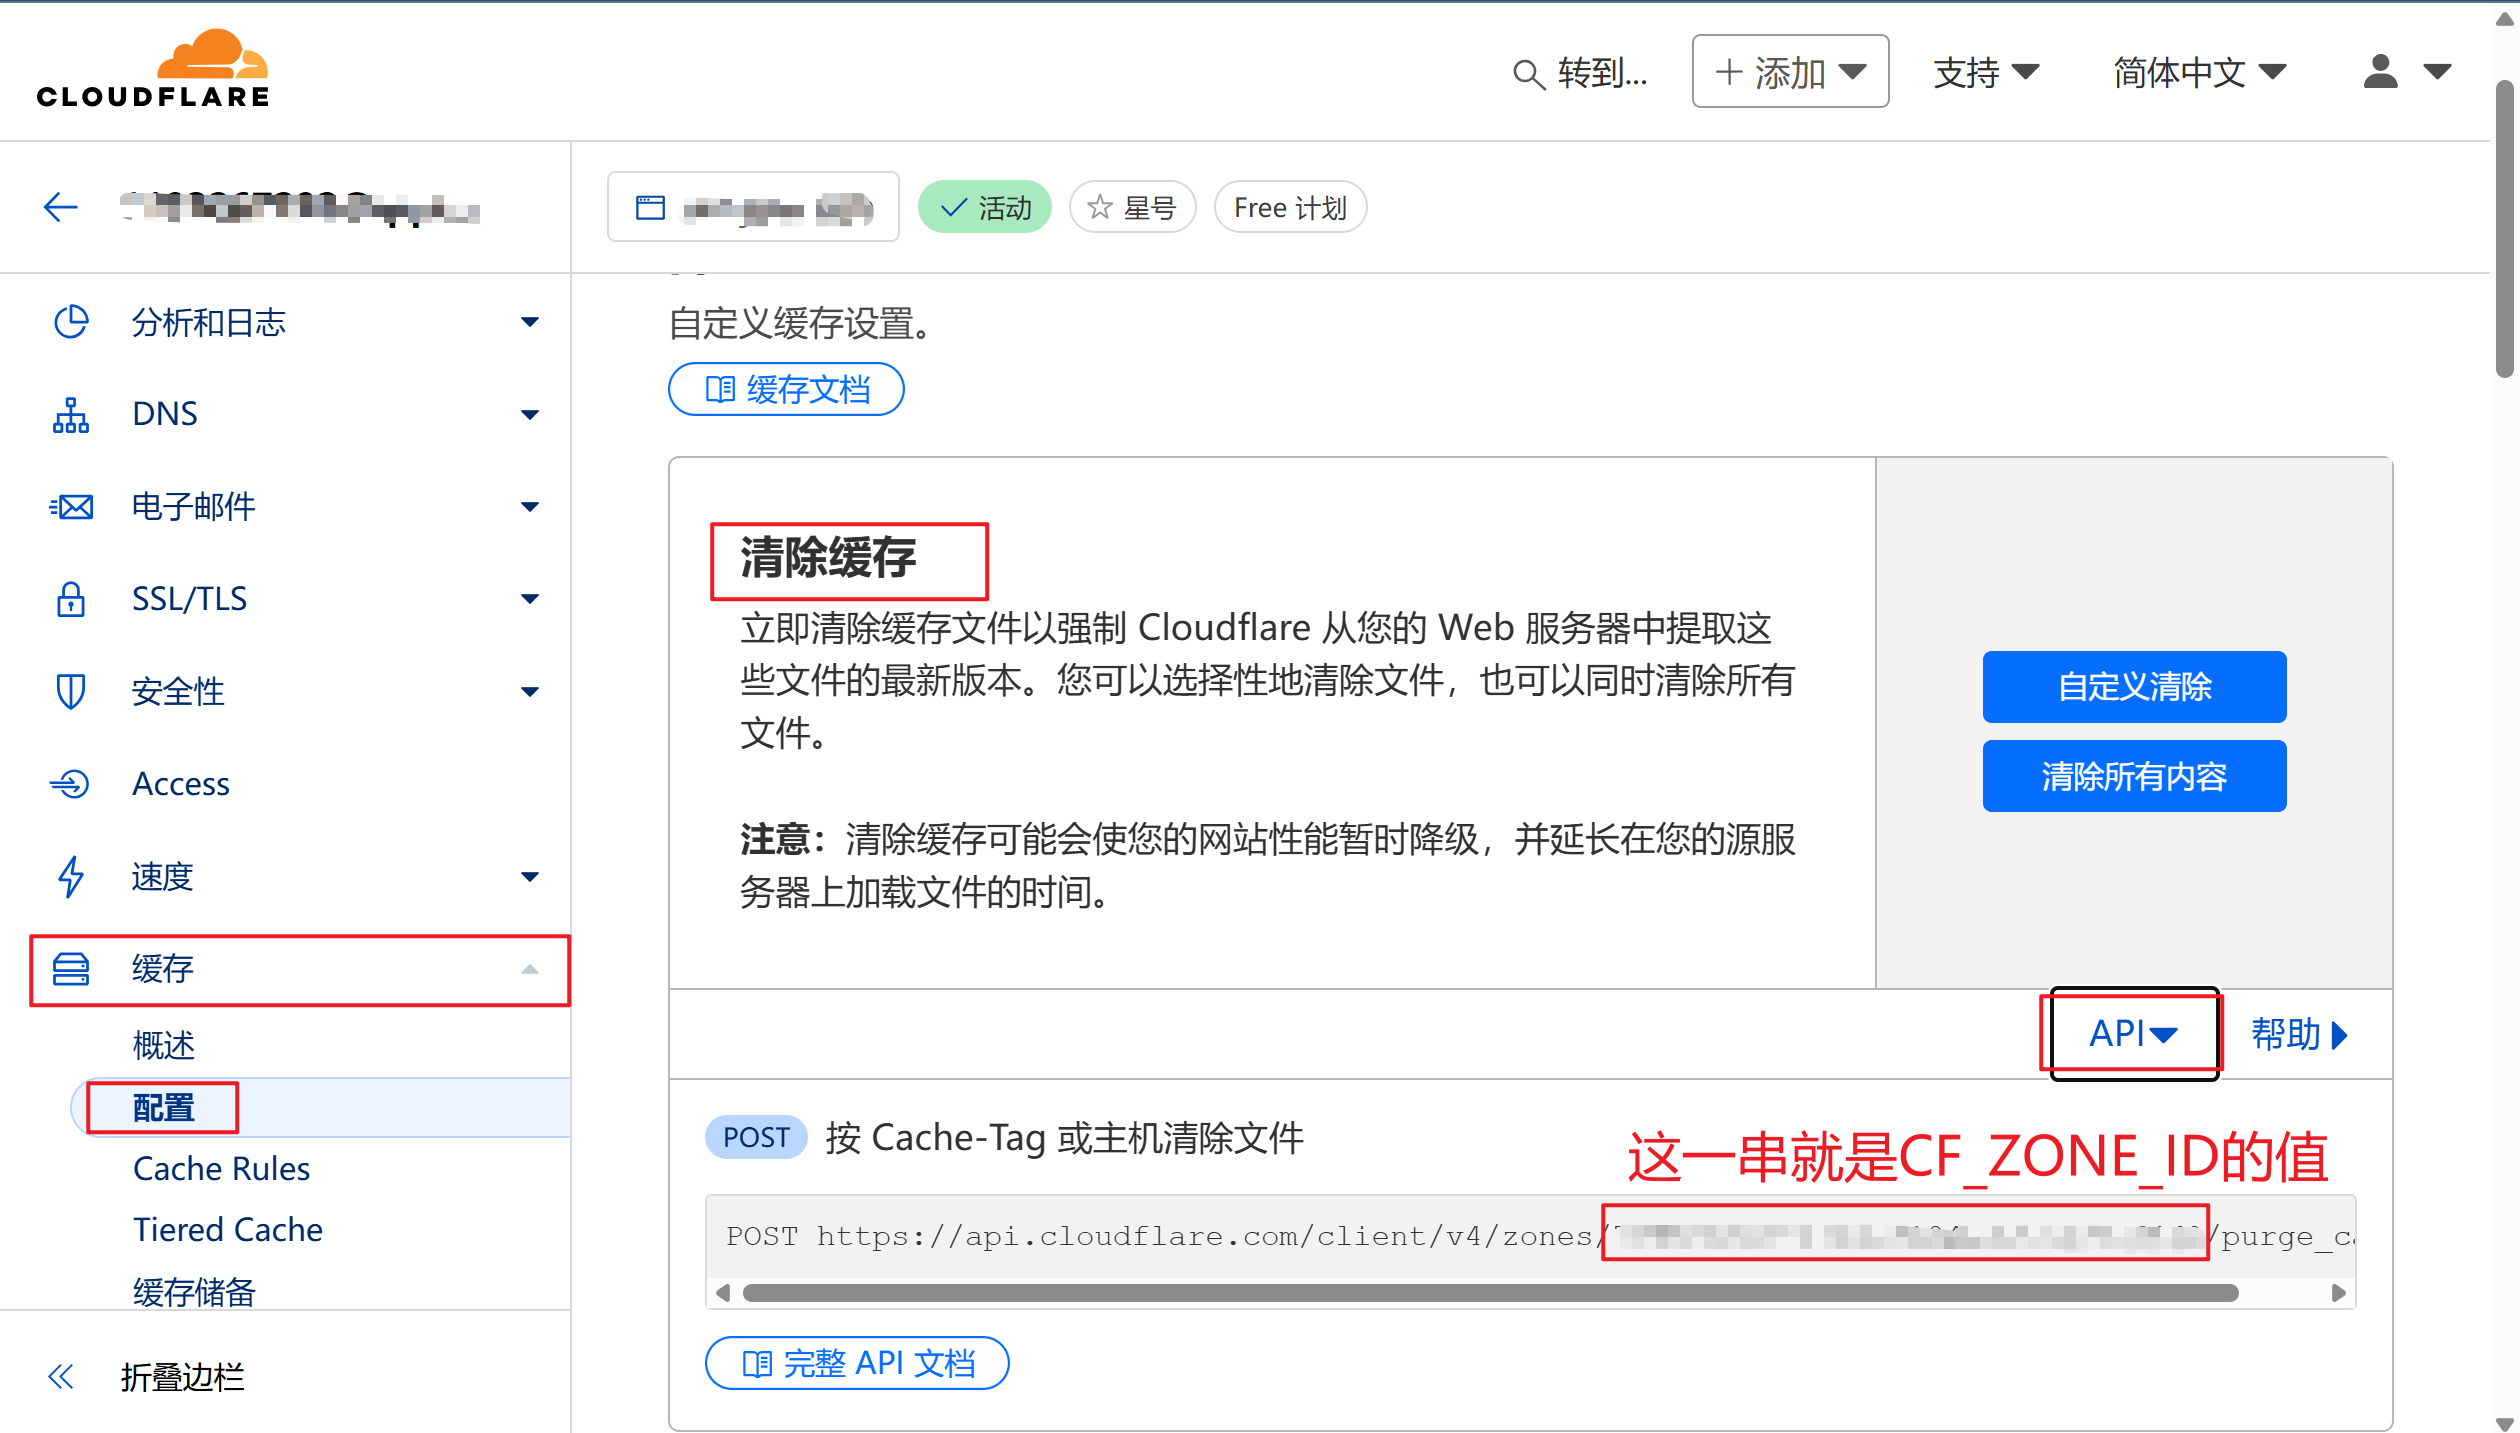 CLOUDFLARE
转到...
添加
支持
简体中文
活动
星号
Free 计划
分析和日志
DNS
电子邮件
SSL/TLS
安全性
Access
速度
缓存
概述
配置
Cache Rules
Tiered Cache
缓存储备
折叠边栏
自定义缓存设置。
缓存文档
清除缓存
立即清除缓存文件以强制 Cloudflare 从您的 Web 服务器中提取这
些文件的最新版本。您可以选择性地清除文件，也可以同时清除所有
文件。
注意：清除缓存可能会使您的网站性能暂时降级，并延长在您的源服
务器上加载文件的时间。
自定义清除
清除所有内容
API
帮助
POST 按 Cache-Tag 或主机清除文件
这一串就是CF_ZONE_ID的值
POST https://api.cloudflare.com/client/v4/zones/ /purge_c
完整 API 文档